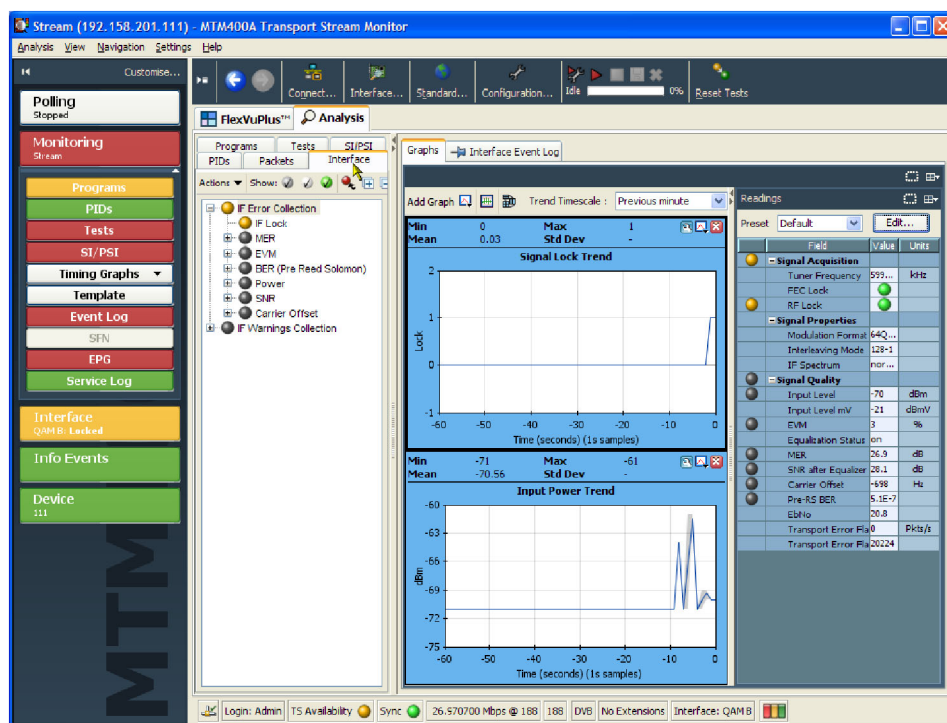 Stream (192.158.201.111) - MTM400A Transport Stream Monitor
Analysis View Navigation Settings Help
Customise...
Polling
Stopped
Monitoring
Stream
Programs
PIDs
Tests
SI/PSI
Timing Graphs
Template
Event Log
SFN
EPG
Service Log
Interface
QAM B: Locked
Info Events
Device
111
MTM
Connect... Interface... Standard... Configuration... Idle 0% Reset Tests
FlexVuPlus™ Analysis
Programs Tests SI/PSI
PIDs Packets Interface
Actions Show:
IF Error Collection
IF Lock
MER
EVM
BER (Pre Reed Solomon)
Power
SNR
Carrier Offset
IF Warnings Collection
Graphs Interface Event Log
Add Graph Trend Timescale : Previous minute
Min 0 Max 1
Mean 0.03 Std Dev -
Signal Lock Trend
Lock
2
1
0
-1
-60 -50 -40 -30 -20 -10 0
Time (seconds) (1s samples)
Min -71 Max -61
Mean -70.56 Std Dev -
Input Power Trend
dBm
-60
-63
-66
-69
-72
-75
-60 -50 -40 -30 -20 -10 0
Time (seconds) (1s samples)
Readings
Preset Default Edit...
Field Value Units
Signal Acquisition
Tuner Frequency 599... kHz
FEC Lock
RF Lock
Signal Properties
Modulation Format 64Q...
Interleaving Mode 128-1
IF Spectrum nor...
Signal Quality
Input Level -70 dBm
Input Level mV -21 dBmV
EVM 3 %
Equalization Status on
MER 26.9 dB
SNR after Equalizer 28.1 dB
Carrier Offset -698 Hz
Pre-RS BER 5.1E-7
EbNo 20.8
Transport Error Fla 0 Pkts/s
Transport Error Fla 20224
Login: Admin TS Availability Sync 26.970700 Mbps @ 188 188 DVB No Extensions Interface: QAM B